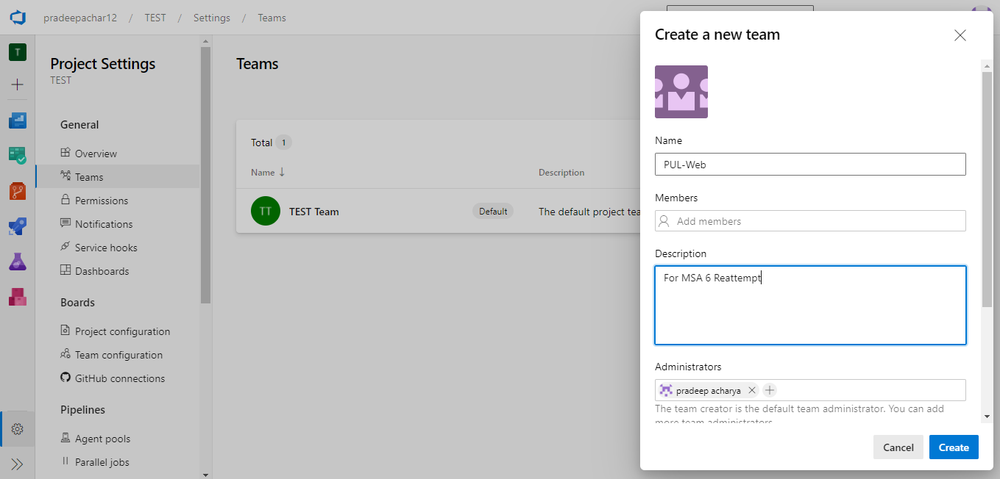 pradeepachar12 / TEST / Settings / Teams
T
Project Settings
TEST
General
Overview
Teams
Permissions
Notifications
Service hooks
Dashboards
Boards
Project configuration
Team configuration
GitHub connections
Pipelines
Agent pools
Parallel jobs
Teams
Total 1
Name Description
TT TEST Team Default The default project tea
Create a new team
Name
PUL-Web
Members
Add members
Description
For MSA 6 Reattempt
Administrators
pradeep acharya
The team creator is the default team administrator. You can add
more team administrators
Cancel Create